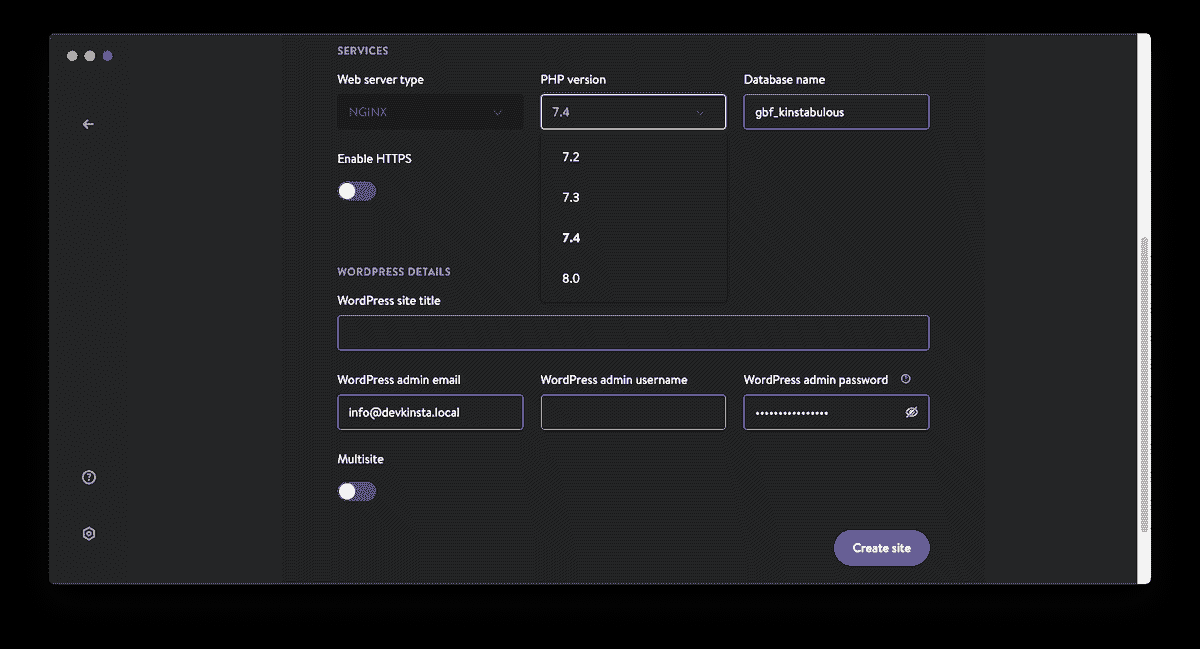 SERVICES
Web server type PHP version Database name
NGiNX 7.4 gbf_kinstabulous
Enable HTTPS
7.2
7.3
7.4
8.0
WORDPRESS DETAILS
WordPress site title
WordPress admin email WordPress admin username WordPress admin password
info@devkinsta.local ••••••••••••••••
Multisite
Create site